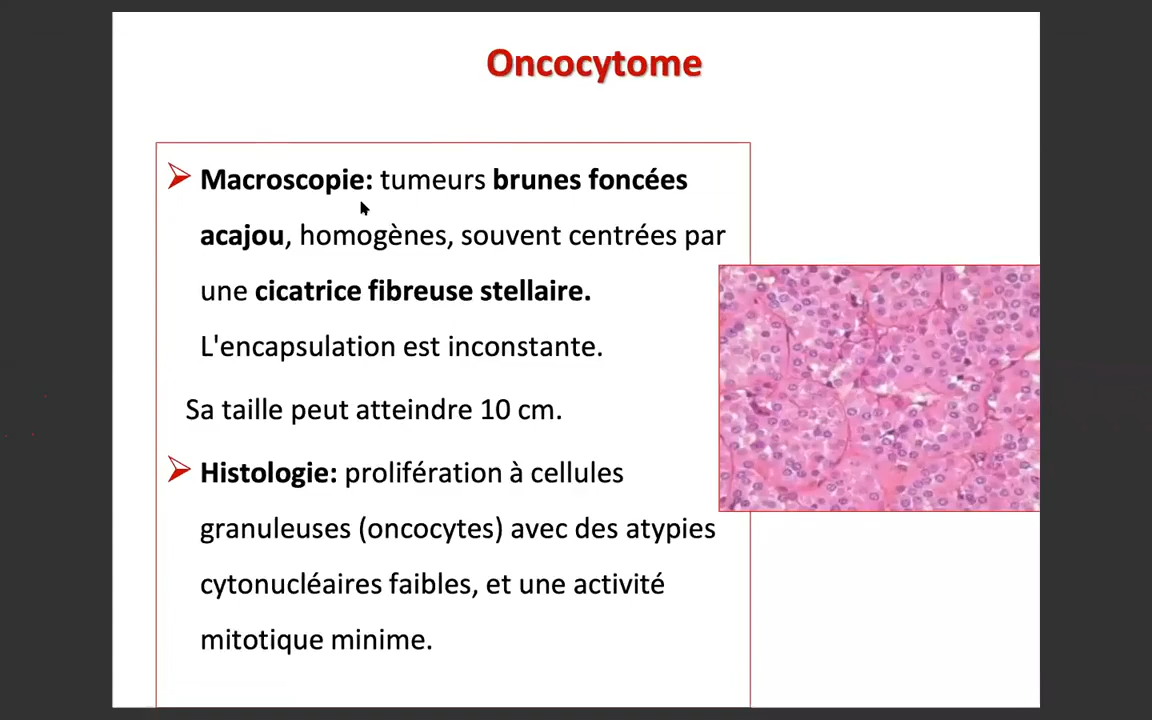 Oncocytome
Macroscopie: tumeurs brunes foncées
acajou, homogènes, souvent centrées par
une cicatrice fibreuse stellaire.
L'encapsulation est inconstante.
Sa taille peut atteindre 10 cm.
Histologie: prolifération à cellules
granuleuses (oncocytes) avec des atypies
cytonucléaires faibles, et une activité
mitotique minime.